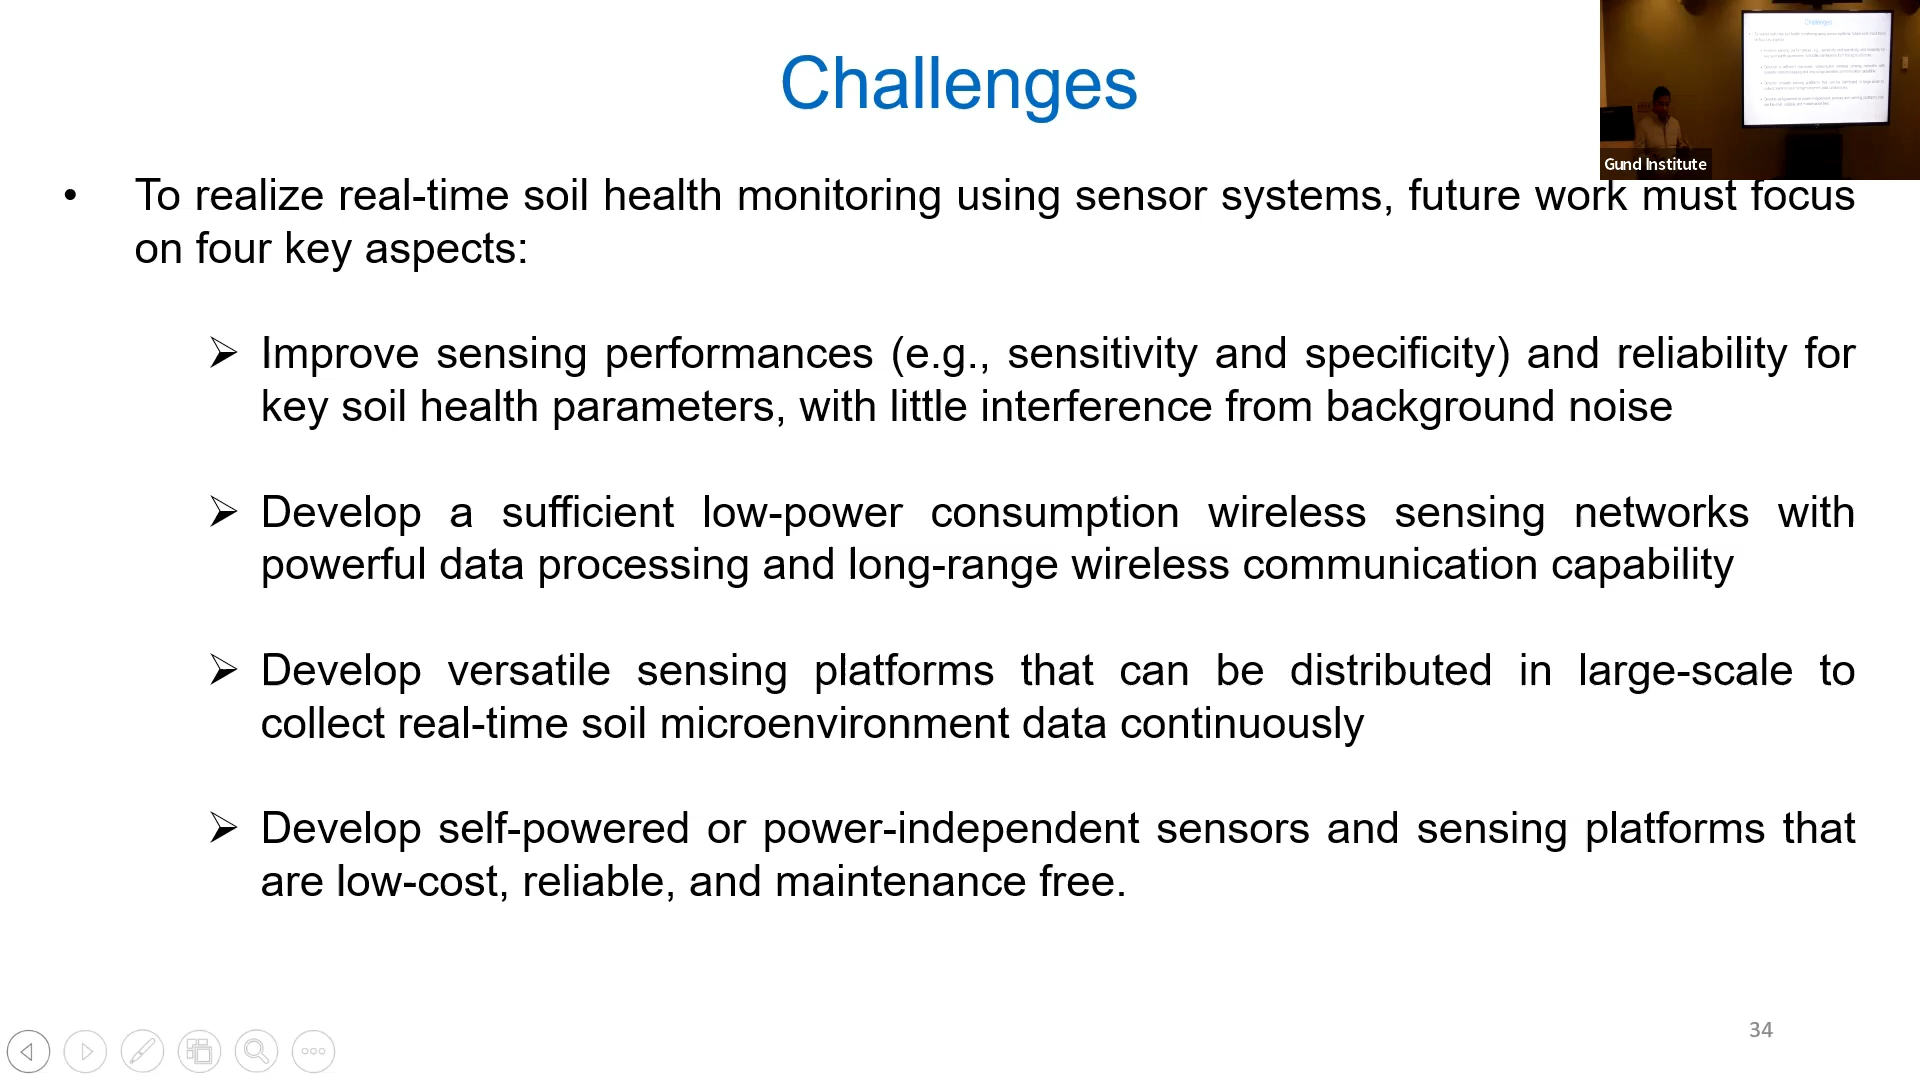 Challenges
Gund Institute
• To realize real-time soil health monitoring using sensor systems, future work must focus
on four key aspects:
➢ Improve sensing performances (e.g., sensitivity and specificity) and reliability for
key soil health parameters, with little interference from background noise
➢ Develop a sufficient low-power consumption wireless sensing networks with
powerful data processing and long-range wireless communication capability
➢ Develop versatile sensing platforms that can be distributed in large-scale to
collect real-time soil microenvironment data continuously
➢ Develop self-powered or power-independent sensors and sensing platforms that
are low-cost, reliable, and maintenance free.
34
Challenges